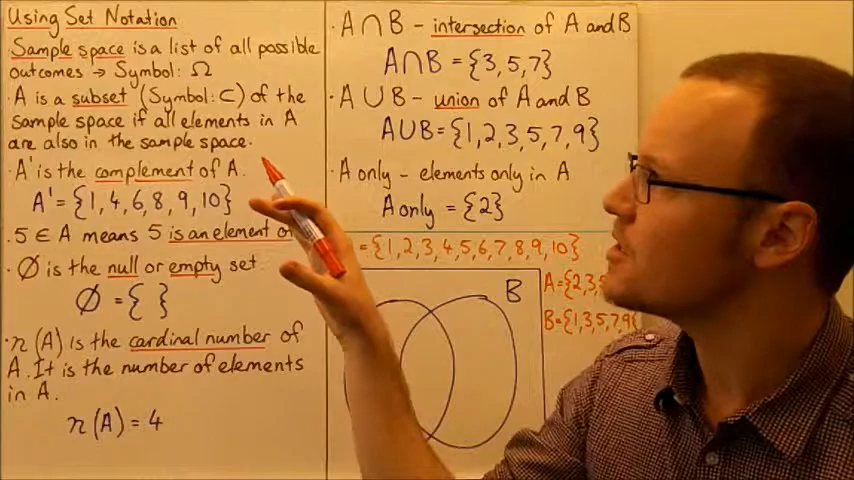 Using Set Notation
·Sample space is a list of all possible
outcomes → Symbol: Ω
·A is a subset (Symbol: ⊂) of the
sample space if all elements in A
are also in the sample space.
·A' is the complement of A.
A' = {1, 4, 6, 8, 9, 10}
·5 ∈ A means 5 is an element
·∅ is the null or empty set.
∅ = { }
·n(A) is the cardinal number of
A. It is the number of elements
in A.
n(A) = 4
·A∩B - intersection of A and B
A∩B = {3, 5, 7}
·A∪B - union of A and B
A∪B = {1, 2, 3, 5, 7, 9}
·A only - elements only in A
A only = {2}
= {1, 2, 3, 4, 5, 6, 7, 8, 9, 10}
B
A={2,3,5
B={1,3,5,7,9}